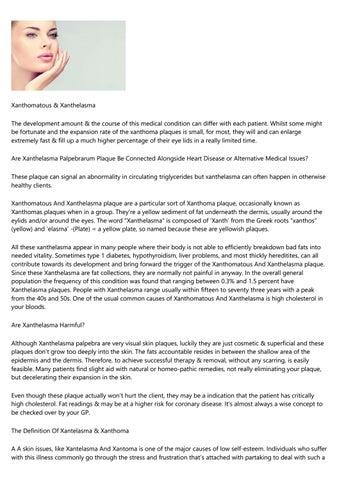 Xanthomatous & Xanthelasma
The development amount & the course of this medical condition can differ with each patient. Whilst some might
be fortunate and the expansion rate of the xanthoma plaques is small, for most, they will and can enlarge
extremely fast & fill up a much higher percentage of their eye lids in a really limited time.
Are Xanthelasma Palpebrarum Plaque Be Connected Alongside Heart Disease or Alternative Medical Issues?
These plaque can signal an abnormality in circulating triglycerides but xanthelasma can often happen in otherwise
healthy clients.
Xanthomatous And Xanthelasma plaque are a particular sort of Xanthoma plaque, occasionally known as
Xanthomas plaques when in a group. They're a yellow sediment of fat underneath the dermis, usually around the
eylids and/or around the eyes. The word "Xanthelasma" is composed of 'Xanth' from the Greek roots "xanthos"
(yellow) and 'elasma' -(Plate) = a yellow plate, so named because these are yellowish plaques.
All these xanthelasma appear in many people where their body is not able to efficiently breakdown bad fats into
needed vitality. Sometimes type 1 diabetes, hypothyroidism, liver problems, and most thickly hereditites, can all
contribute towards its development and bring forward the trigger of the Xanthomatous And Xanthelasma plaque.
Since these Xanthelasma are fat collections, they are normally not painful in anyway. In the overall general
population the frequency of this condition was found that ranging between 0.3% and 1.5 percent have
Xanthelasma plaques. People with Xanthelasma range usually within fifteen to seventy three years with a peak
from the 40s and 50s. One of the usual common causes of Xanthomatous And Xantelasma is high cholesterol in
your bloods.
Are Xanthelasma Harmful?
Although Xanthelasma palpebra are very visual skin plaques, luckily they are just cosmetic & superficial and these
plaques don't grow too deeply into the skin. The fats accountable resides in between the shallow area of the
epidermis and the dermis. Therefore, to achieve successful therapy & removal, without any scarring, is easily
feasible. Many patients find slight aid with natural or homeo-pathic remedies, not really eliminating your plaque,
but decelerating their expansion in the skin.
Even though these plaque actually won't hurt the client, they may be a indication that the patient has critically
high cholesterol. Fat readings & may be at a higher risk for coronary disease. It's almost always a wise concept to
be checked over by your GP.
The Definition Of Xantelasma & Xanthoma
A A skin issues, like Xantelasma And Xantoma is one of the major causes of low self-esteem. Individuals who suffer
with this illness commonly go through the stress and frustration that's attached with partaking to deal with such a